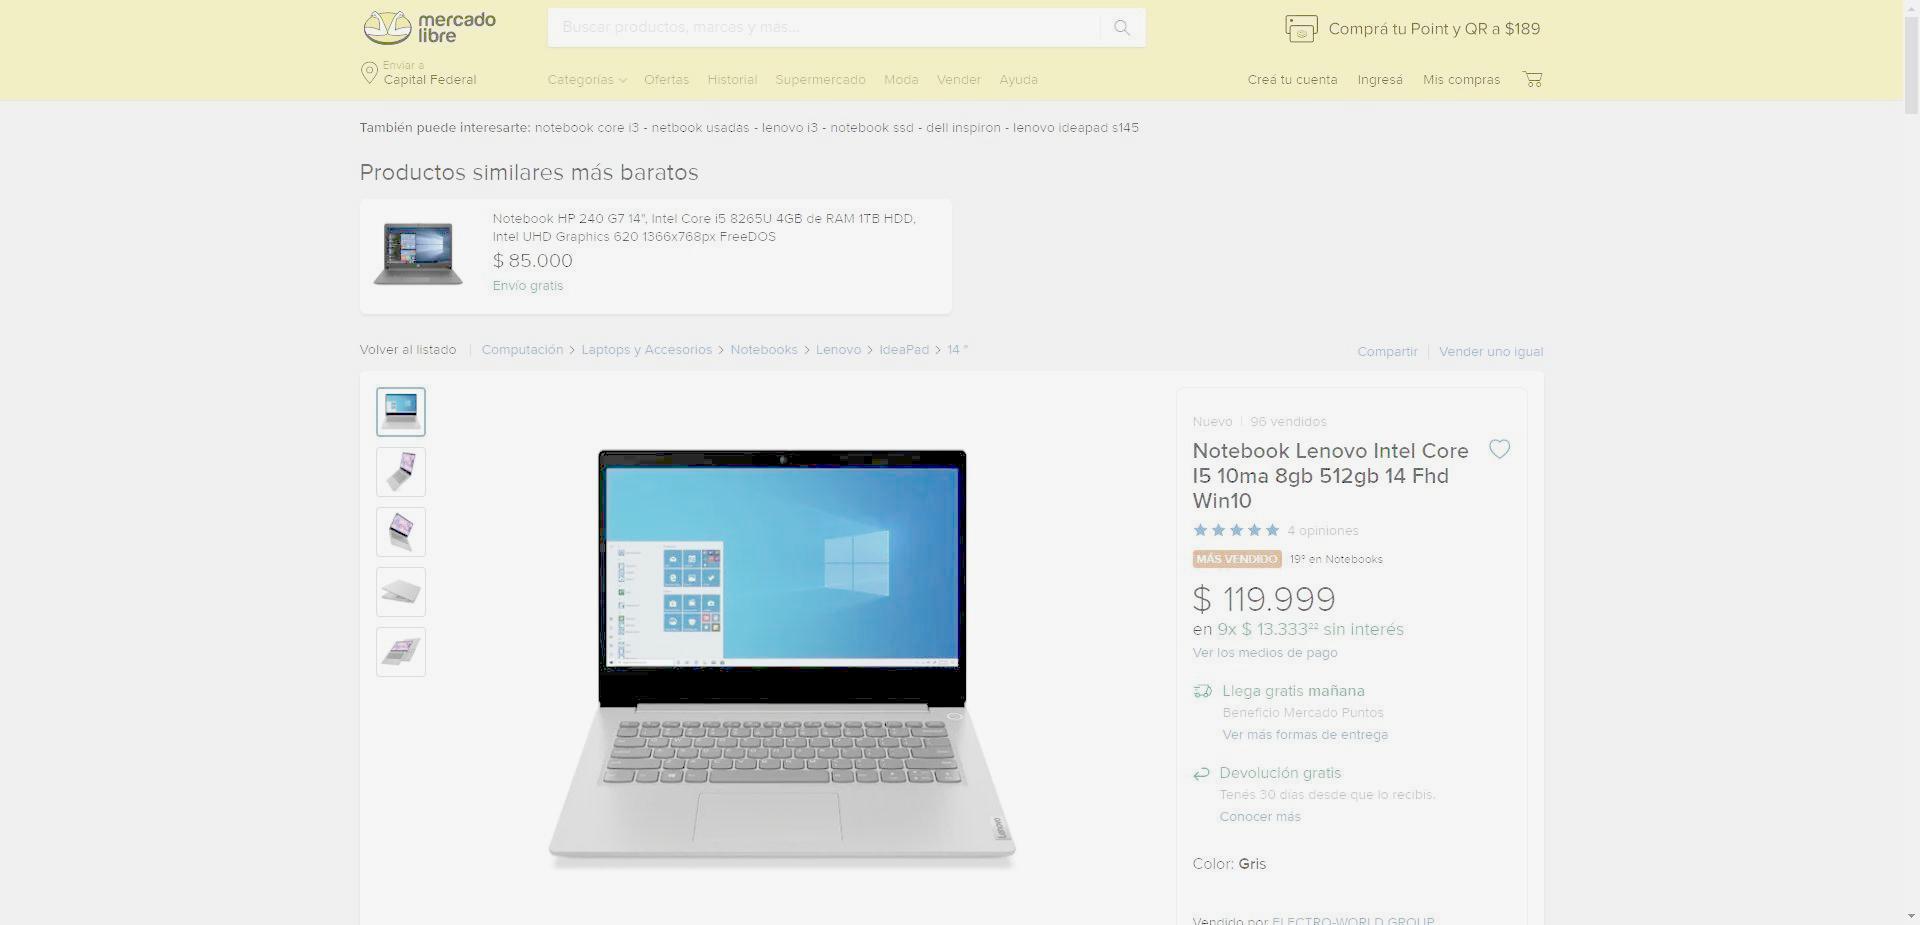 mercado
libre
Buscar productos, marcas y más...
Comprá tu Point y QR a $189
Enviar a
Capital Federal
Categorías Ofertas Historial Supermercado Moda Vender Ayuda
Creá tu cuenta Ingresá Mis compras
También puede interesarte: notebook core i3 - netbook usadas - lenovo i3 - notebook ssd - dell inspiron - lenovo ideapad s145
Productos similares más baratos
Notebook HP 240 G7 14", Intel Core i5 8265U 4GB de RAM 1TB HDD,
Intel UHD Graphics 620 1366x768px FreeDOS
$ 85.000
Envío gratis
Volver al listado | Computación > Laptops y Accesorios > Notebooks > Lenovo > IdeaPad > 14 "
Compartir | Vender uno igual
Nuevo | 96 vendidos
Notebook Lenovo Intel Core
I5 10ma 8gb 512gb 14 Fhd
Win10
4 opiniones
MÁS VENDIDO 19º en Notebooks
$ 119.999
en 9x $ 13.333²² sin interés
Ver los medios de pago
Llega gratis mañana
Beneficio Mercado Puntos
Ver más formas de entrega
Devolución gratis
Tenés 30 días desde que lo recibís.
Conocer más
Lenovo
Color: Gris
Vendido por ELECTRO-WORLD GROUP